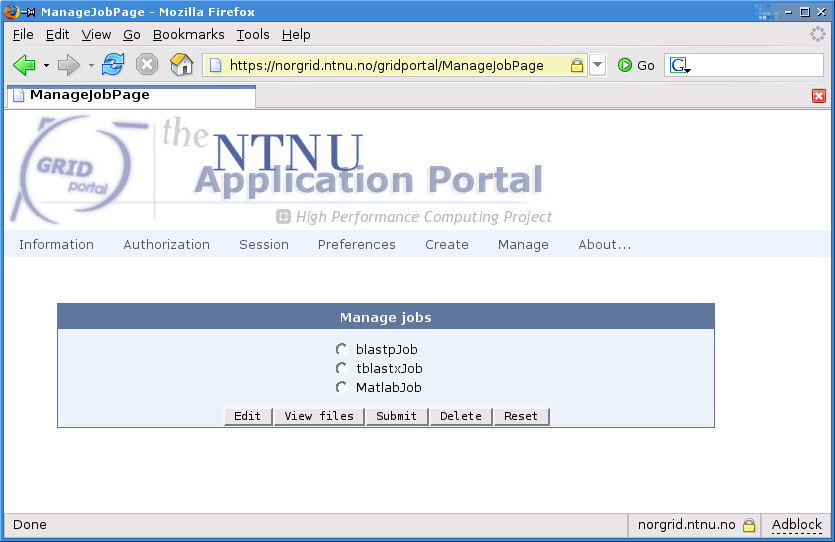 ManageJobPage - Mozilla Firefox
File Edit View Go Bookmarks Tools Help
https://norgrid.ntnu.no/gridportal/ManageJobPage Go G
ManageJobPage
GRID portal
the NTNU
Application Portal
High Performance Computing Project
Information Authorization Session Preferences Create Manage About...
Manage jobs
blastpJob
tblastxJob
MatlabJob
Edit View files Submit Delete Reset
Done norgrid.ntnu.no Adblock